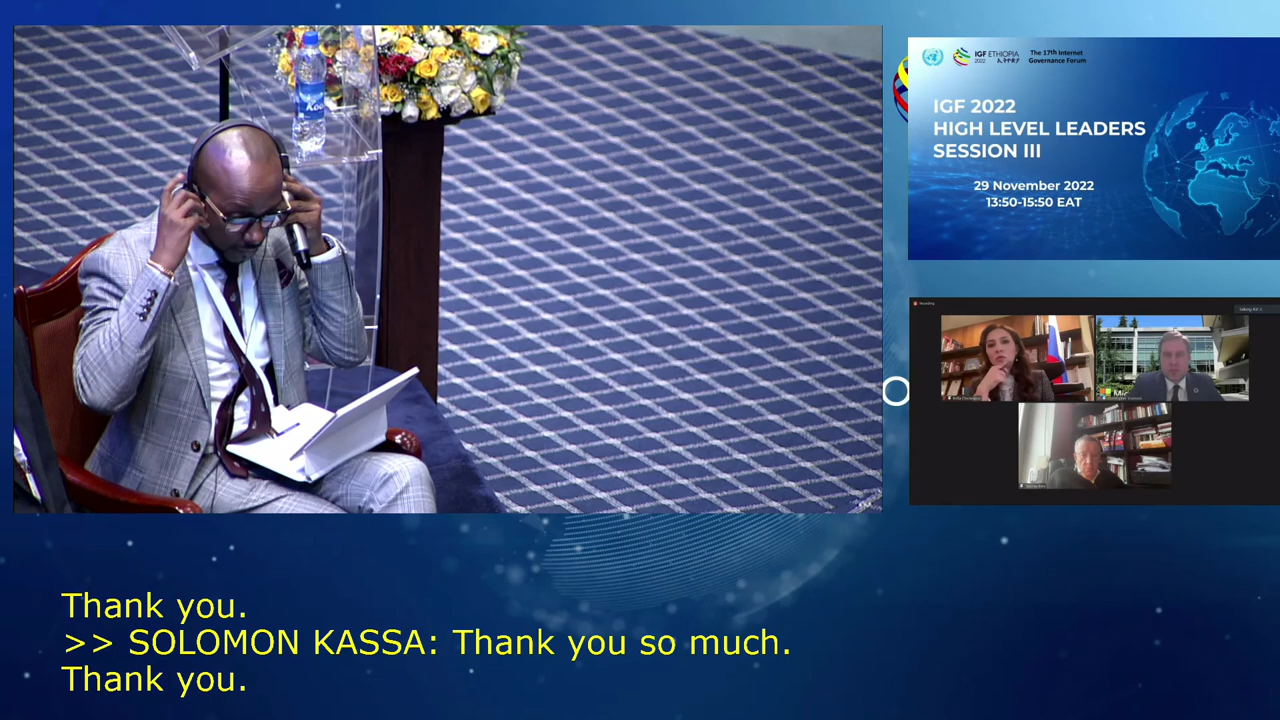 IGF ETHIOPIA
2022 ኢትዮጵያ
The 17th Internet
Governance Forum
IGF 2022
HIGH LEVEL LEADERS
SESSION III
29 November 2022
13:50-15:50 EAT
Thank you.
>> SOLOMON KASSA: Thank you so much.
Thank you.